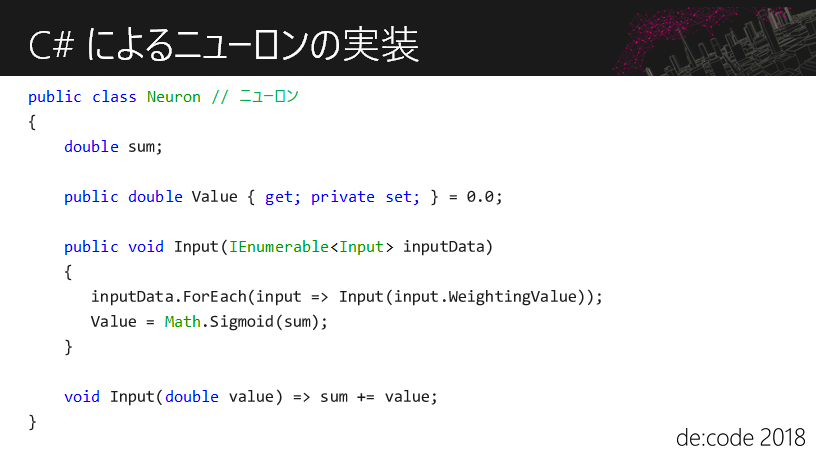 C# によるニューロンの実装
public class Neuron // ニューロン
{
    double sum;
    public double Value { get; private set; } = 0.0;
    public void Input(IEnumerable<Input> inputData)
    {
        inputData.ForEach(input => Input(input.WeightingValue));
        Value = Math.Sigmoid(sum);
    }
    void Input(double value) => sum += value;
}
de:code 2018